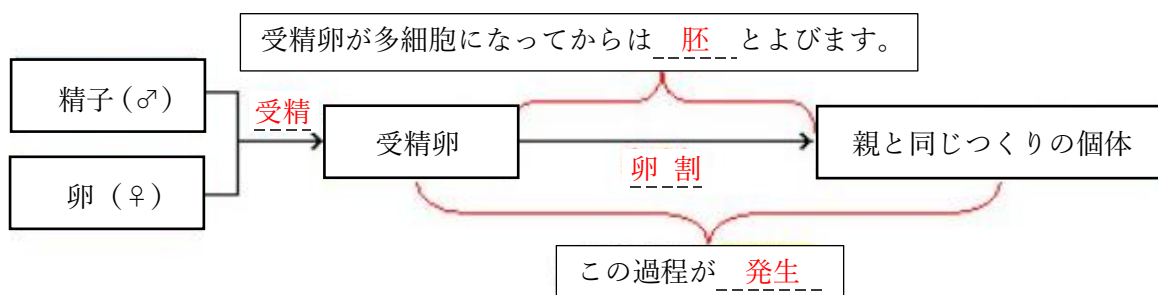 受精卵が多細胞になってからは 胚 とよびます。
精子(♂)
受精
受精卵
親と同じつくりの個体
卵(♀)
卵 割
この過程が 発生